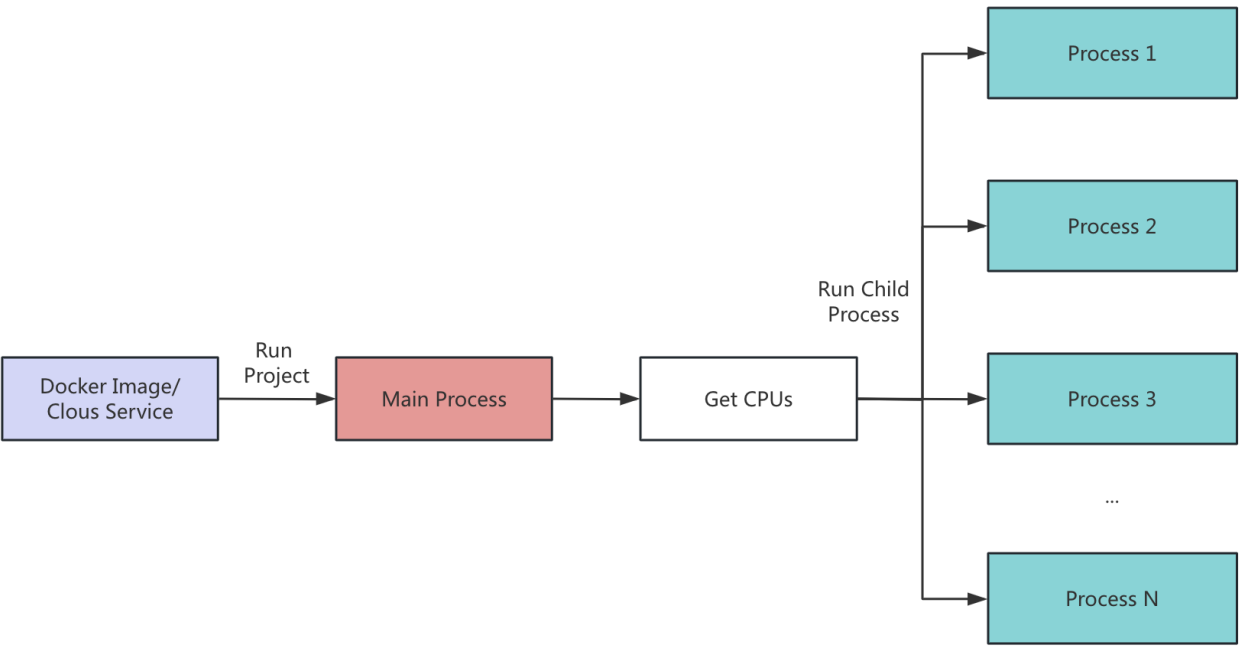 Process 1
Process 2
Run Child
Process
Run
Project
Docker Image/
Clous Service
Main Process
Get CPUs
Process 3
...
Process N